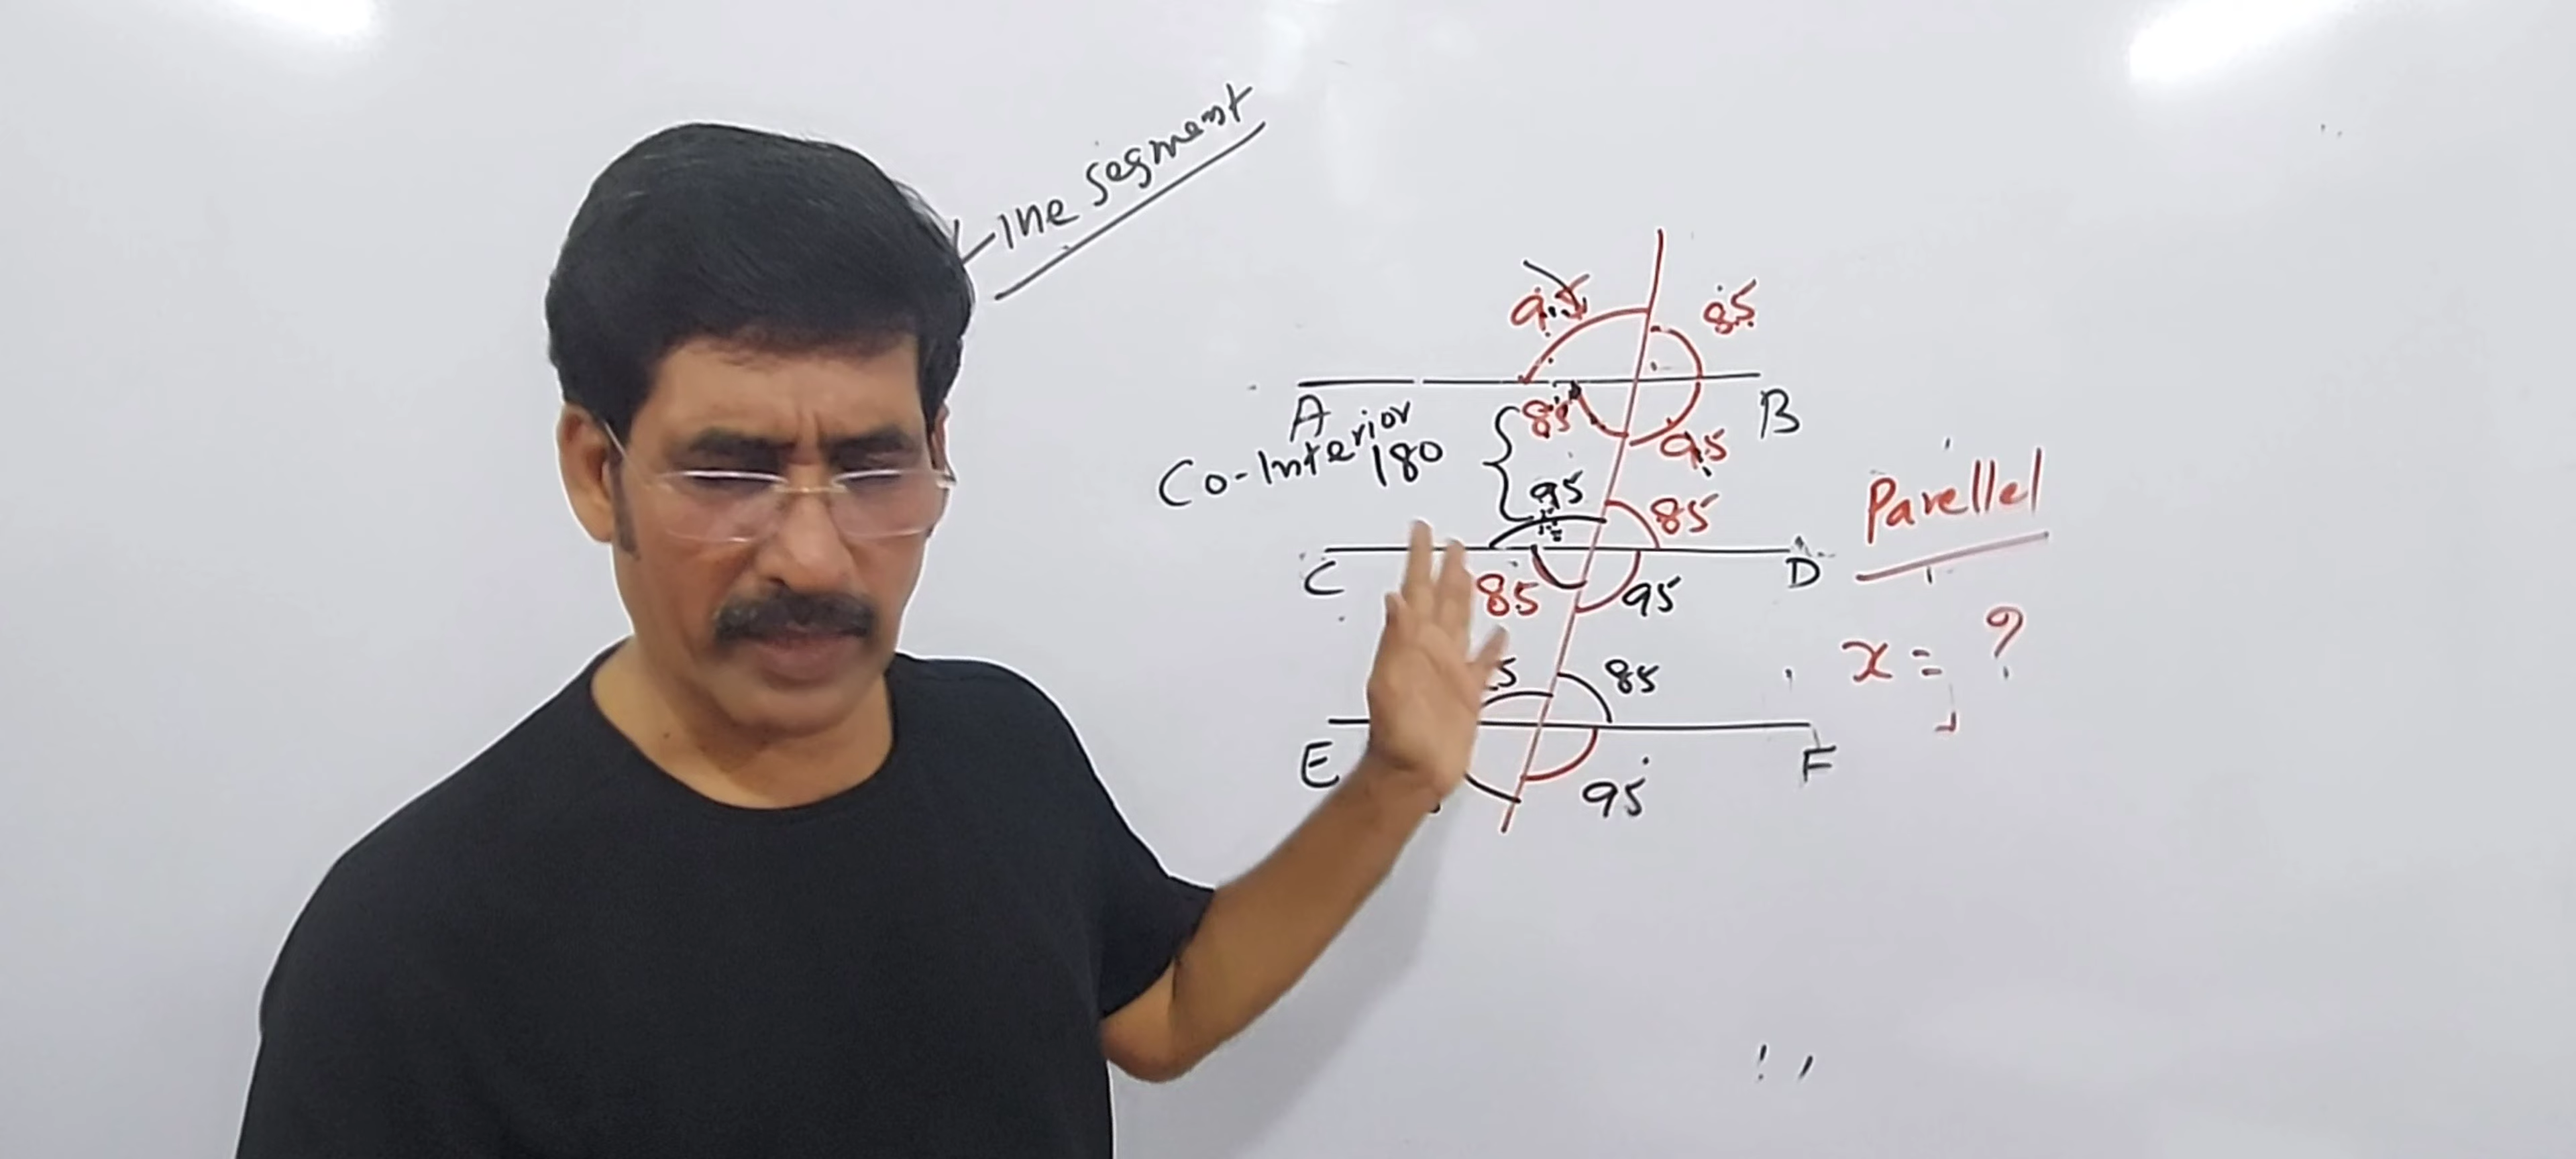 Line Segment
95 85
A 85 95 B
Co-Interior
180
95 85
Parellel
C 85 95 D
x = ?
85
E 95 F